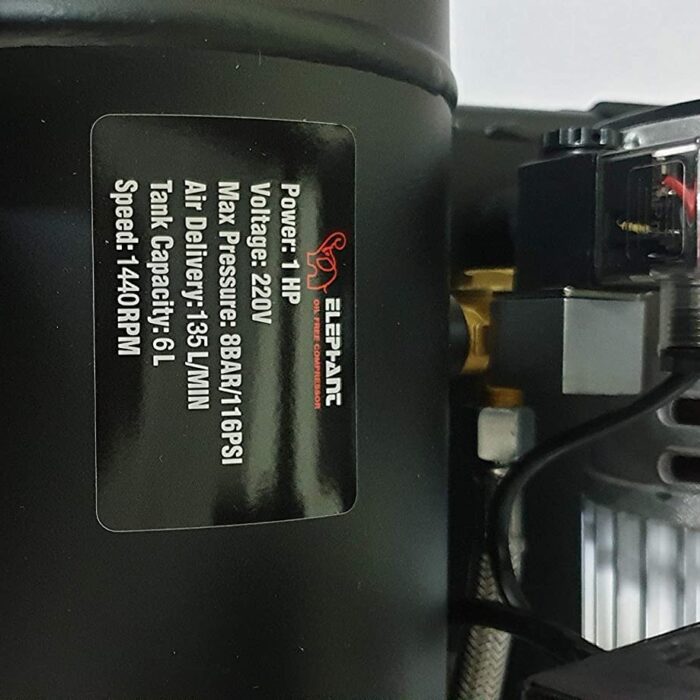 ELEPHANT
OIL FREE COMPRESSOR
Power: 1 HP
Voltage: 220V
Max Pressure: 8BAR/116PSI
Air Delivery:135 L/MIN
Tank Capacity: 6 L
Speed: 1440RPM